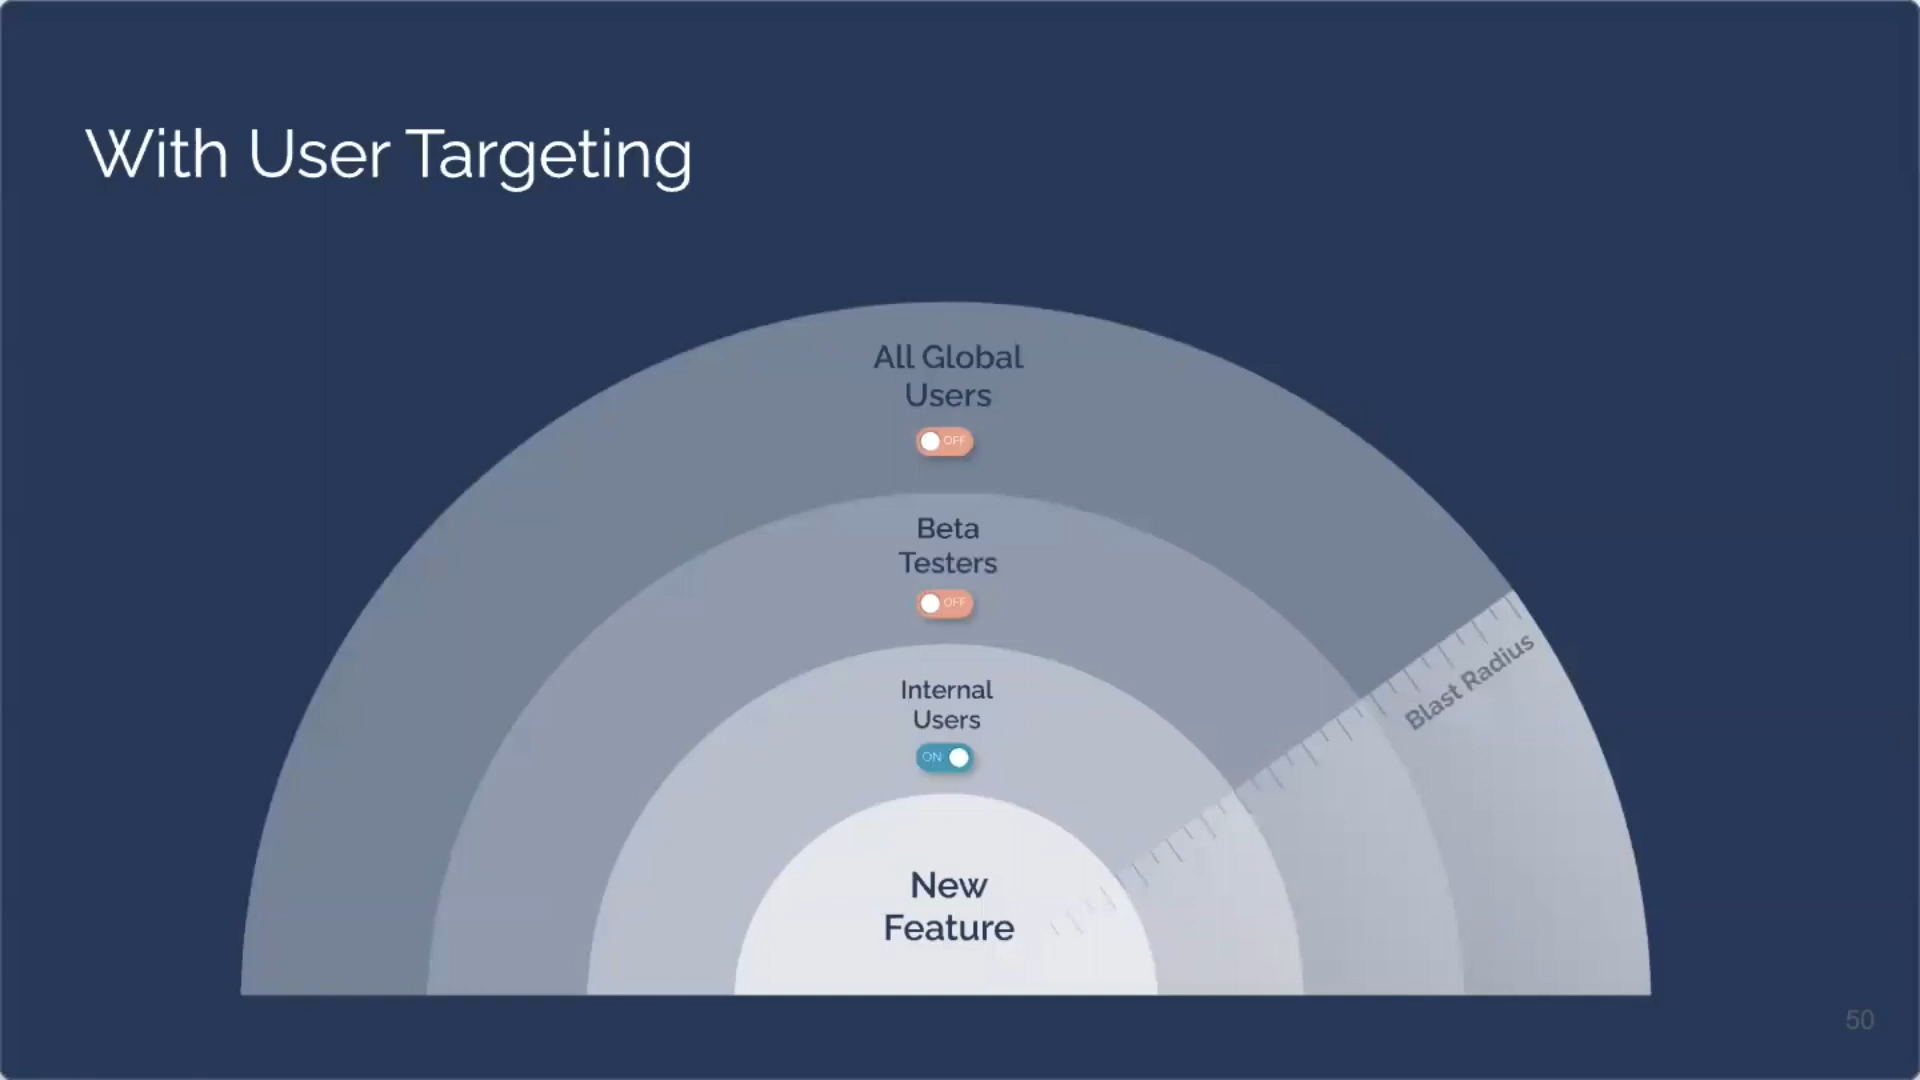 With User Targeting
All Global
Users
OFF
Beta
Testers
OFF
Internal
Users
ON
New
Feature
Blast Radius
50